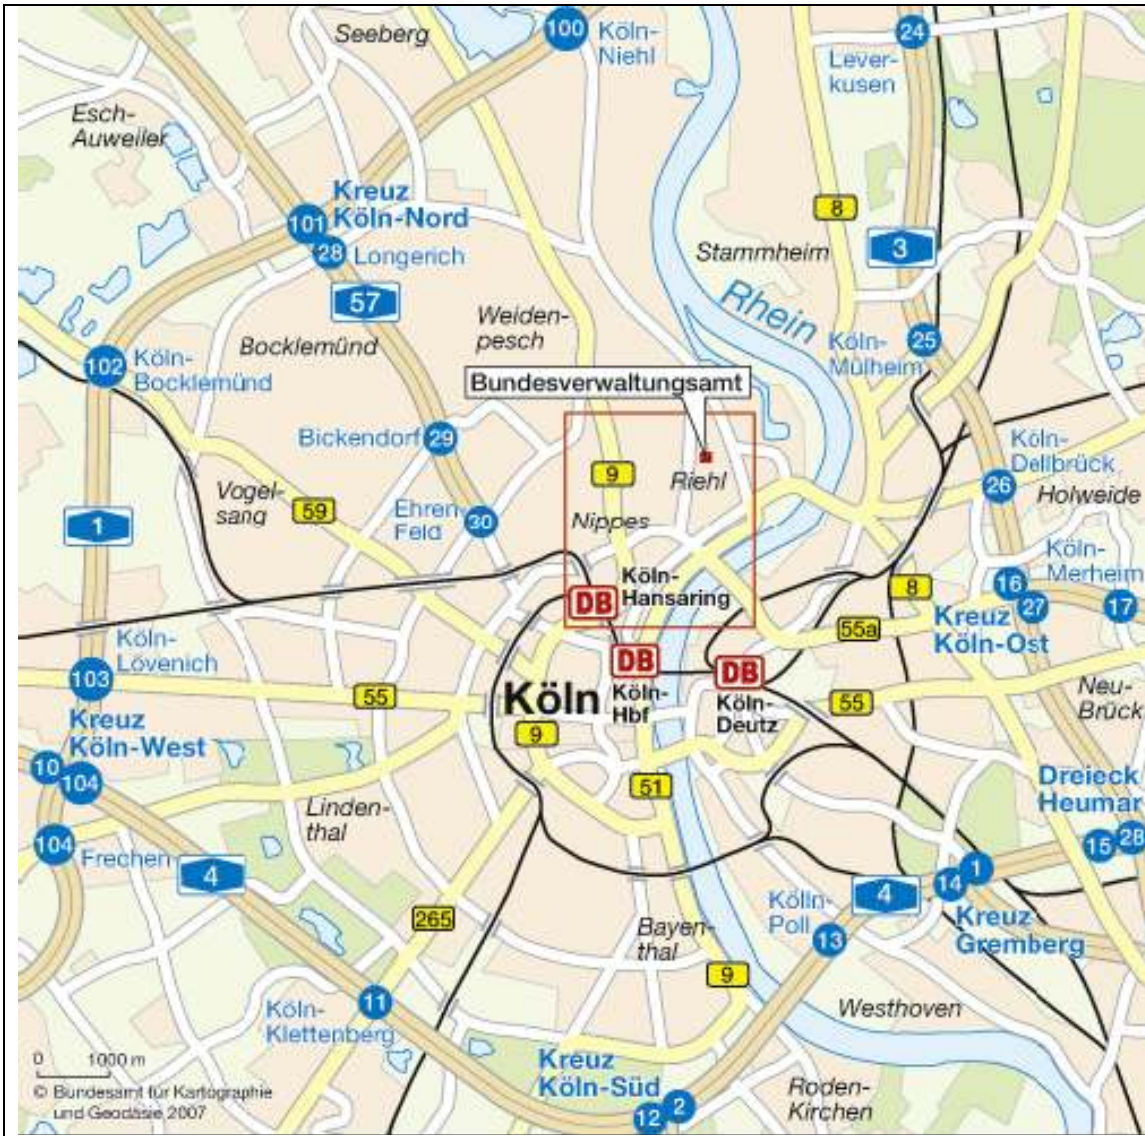 Seeberg
100
Köln-
Niehl
24
Lever-
kusen
Esch-
Auweiler
Kreuz
Köln-Nord
101
28
Longerich
57
8
3
Stammheim
Rhein
Weiden-
pesch
Bocklemünd
102
Köln-
Bocklemünd
Köln-
Mülheim
25
Bundesverwaltungsamt
Bickendorf
29
9
Riehl
Köln-
Dellbrück
26
Holweide
Vogel-
sang
59
Ehren
Feld
30
Nippes
1
Köln-
Merheim
16
27
17
Köln-
Hansaring
DB
8
Kreuz
Köln-Ost
55a
Köln-
Lövenich
103
DB
Köln-
Hbf
DB
Köln-
Deutz
55
Köln
55
Neu-
Brück
Kreuz
Köln-West
9
10
104
51
Dreieck
Heumar
Linden-
thal
104
Frechen
4
15
28
4
14
1
Kreuz
Gremberg
265
Kölln-
Poll
13
Bayen-
thal
9
11
Köln-
Klettenberg
Westhoven
0 1000 m
Kreuz
Köln-Süd
12
2
Roden-
Kirchen
© Bundesamt für Kartographie
und Geodäsie 2007